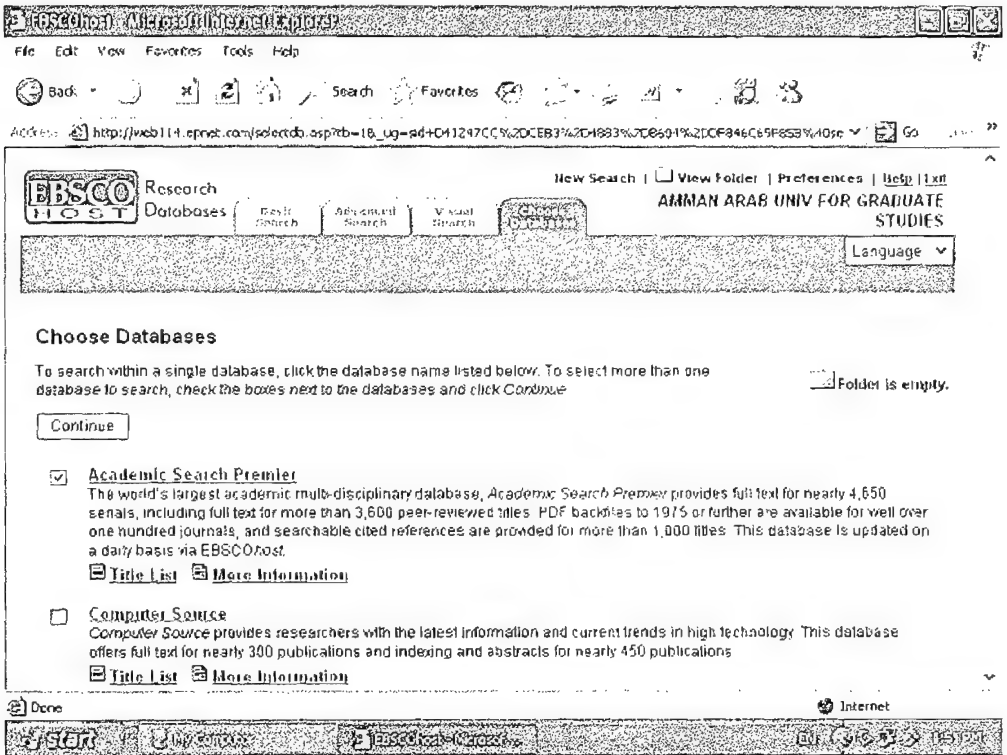 EBSCOhost - Microsoft Internet Explorer
File Edit View Favorites Tools Help
Back Search Favorites
Address http://web114.epnet.com/selectdb.asp? Go
New Search | View Folder | Preferences | Help | Exit
EBSCO HOST Research Databases
Basic Search Advanced Search Visual Search Choose Databases
AMMAN ARAB UNIV FOR GRADUATE STUDIES
Language
Choose Databases
To search within a single database, click the database name listed below. To select more than one
database to search, check the boxes next to the databases and click Continue
Folder is empty.
Continue
Academic Search Premier
The world's largest academic multi-disciplinary database, Academic Search Premier provides full text for nearly 4,650
serials, including full text for more than 3,600 peer-reviewed titles. PDF backfiles to 1975 or further are available for well over
one hundred journals, and searchable cited references are provided for more than 1,000 titles. This database is updated on
a daily basis via EBSCOhost.
Title List More Information
Computer Source
Computer Source provides researchers with the latest information and current trends in high technology. This database
offers full text for nearly 300 publications and indexing and abstracts for nearly 450 publications
Title List More Information
Done Internet
start My Computer EBSCOhost - Microsof... EN